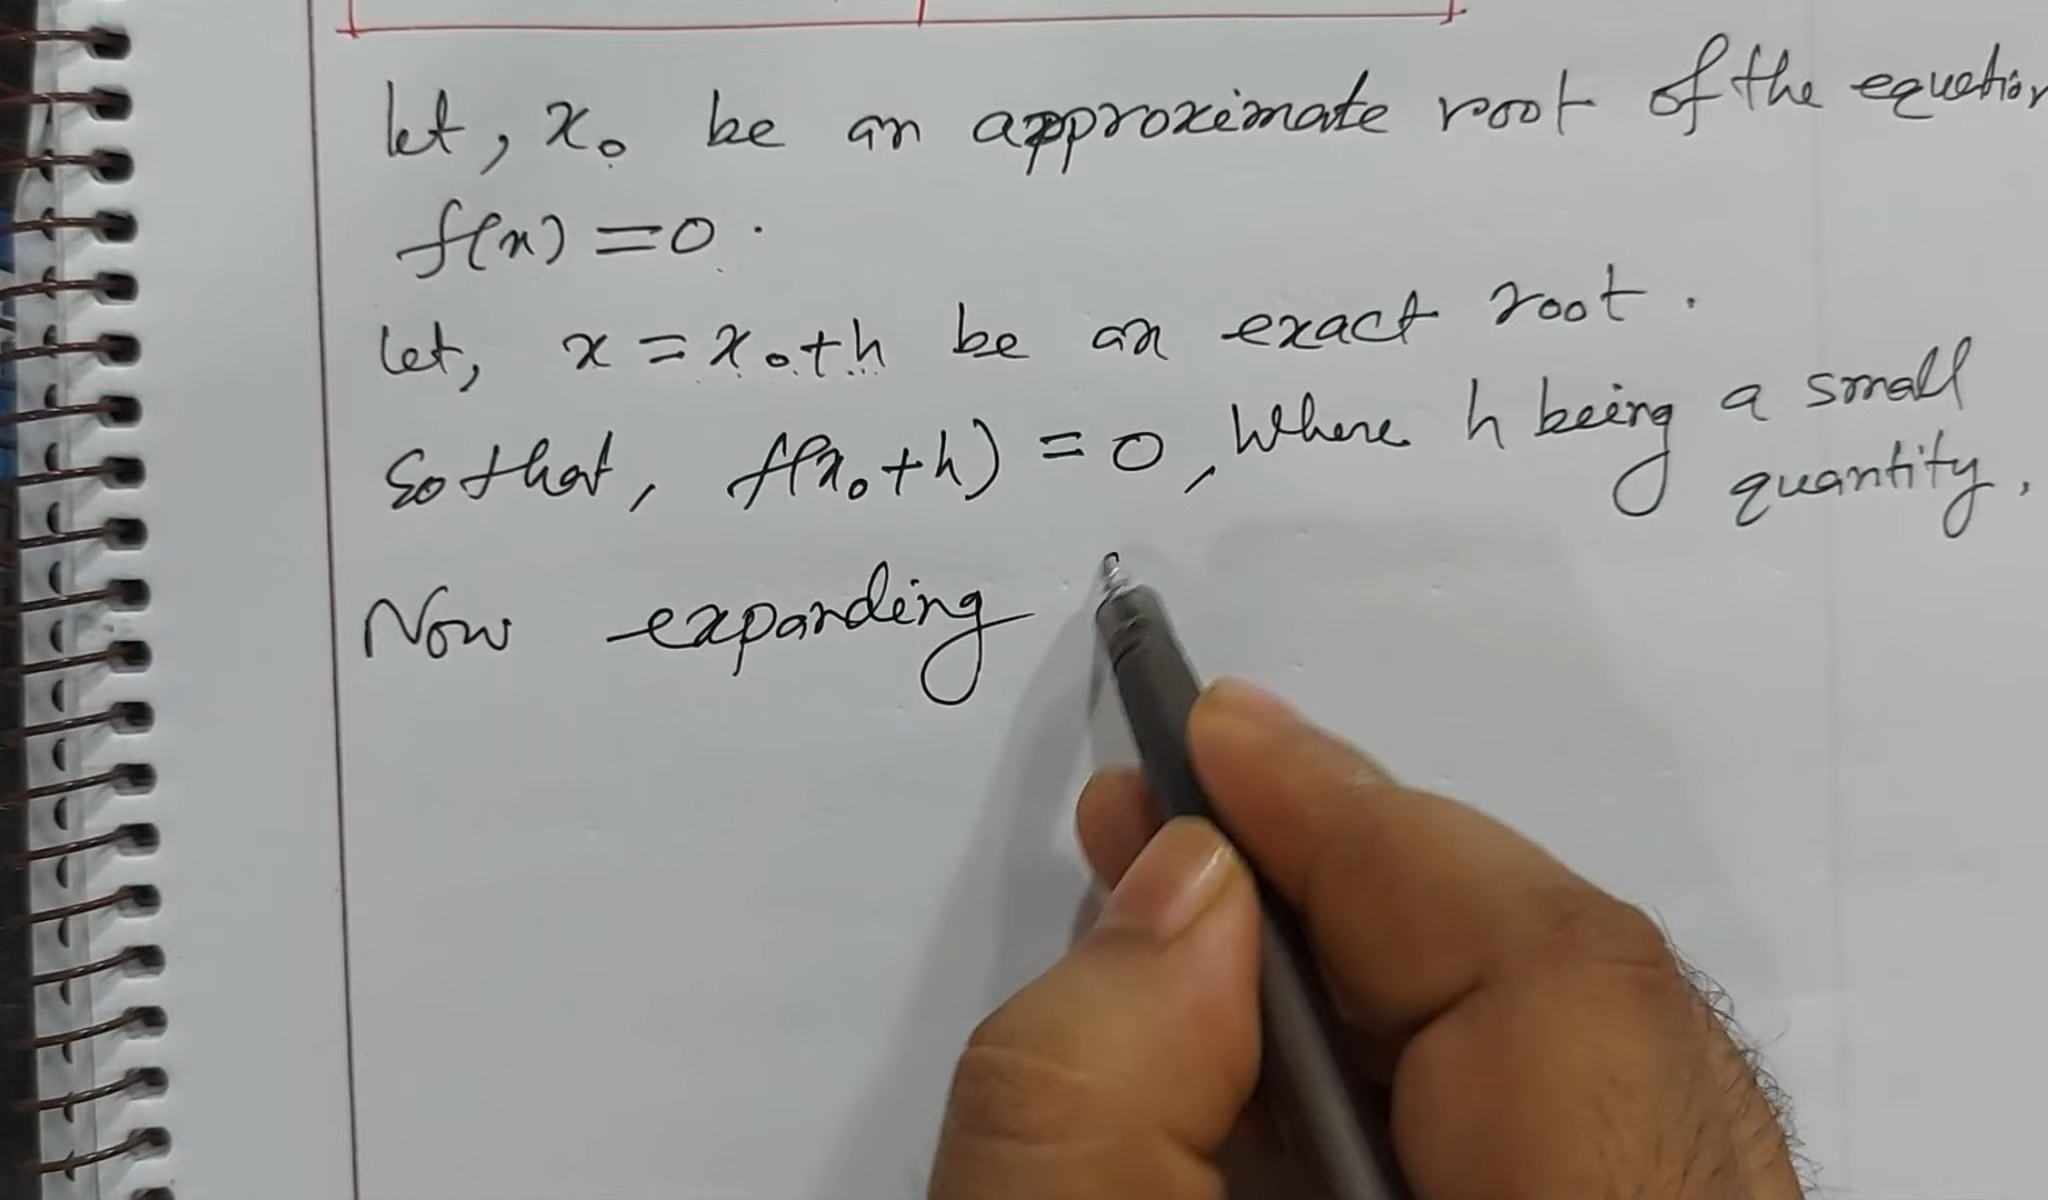 let, x₀ be an approximate root of the equation
f(x) = 0.
let, x = x₀+h be an exact root.
So that, f(x₀+h) = 0, Where h being a small
quantity,
Now expanding